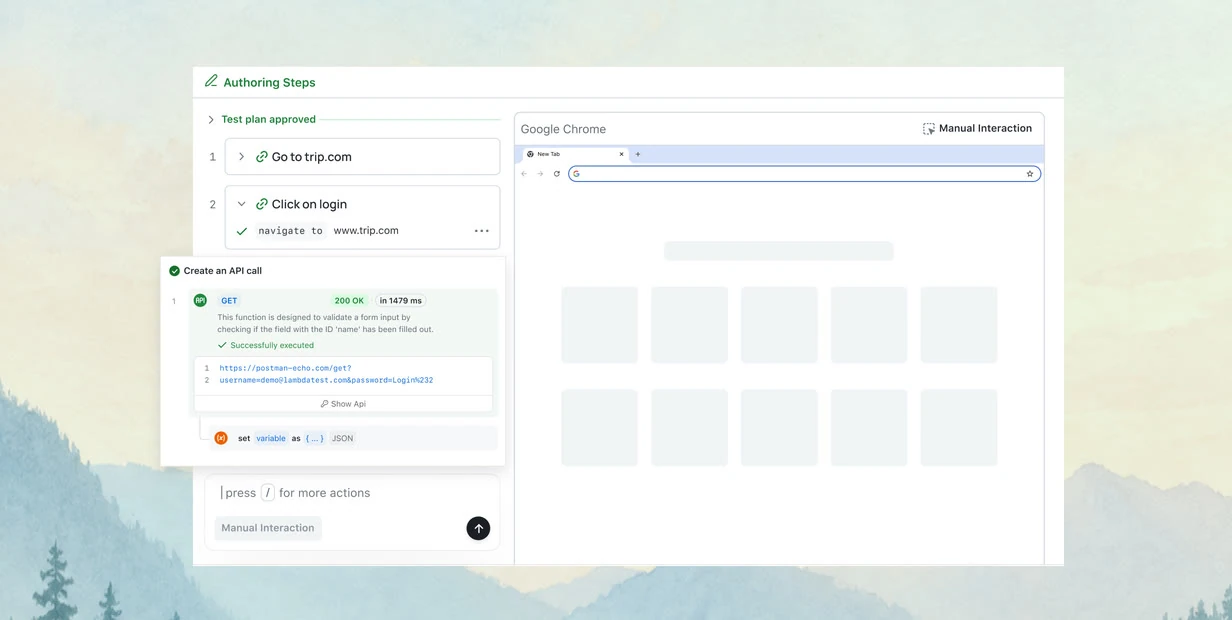 Authoring Steps
Test plan approved
1
Go to trip.com
2
Click on login
navigate to www.trip.com
Create an API call
1
API GET 200 OK in 1479 ms
This function is designed to validate a form input by
checking if the field with the ID 'name' has been filled out.
Successfully executed
1 https://postman-echo.com/get?
2 username=demo@lambdatest.com&password=Login%232
Show Api
set variable as {...} JSON
press / for more actions
Manual Interaction
Google Chrome
Manual Interaction
New Tab